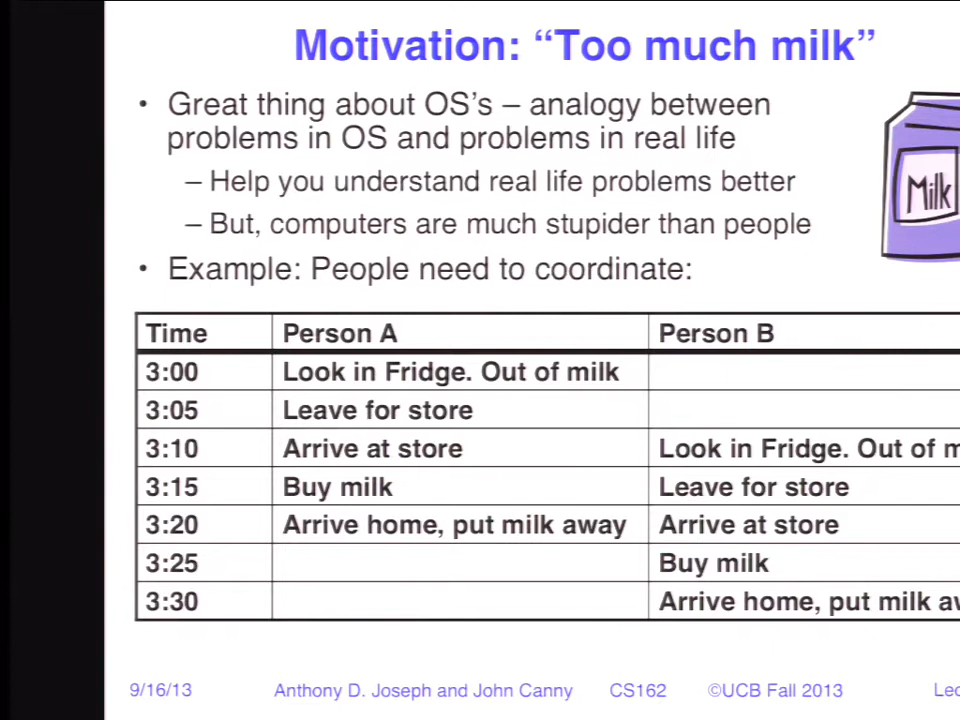 Motivation: “Too much milk”
• Great thing about OS’s – analogy between
problems in OS and problems in real life
– Help you understand real life problems better
– But, computers are much stupider than people
• Example: People need to coordinate:
Milk
Time Person A Person B
3:00 Look in Fridge. Out of milk
3:05 Leave for store
3:10 Arrive at store Look in Fridge. Out of
3:15 Buy milk Leave for store
3:20 Arrive home, put milk away Arrive at store
3:25 Buy milk
3:30 Arrive home, put milk
9/16/13 Anthony D. Joseph and John Canny CS162 ©UCB Fall 2013